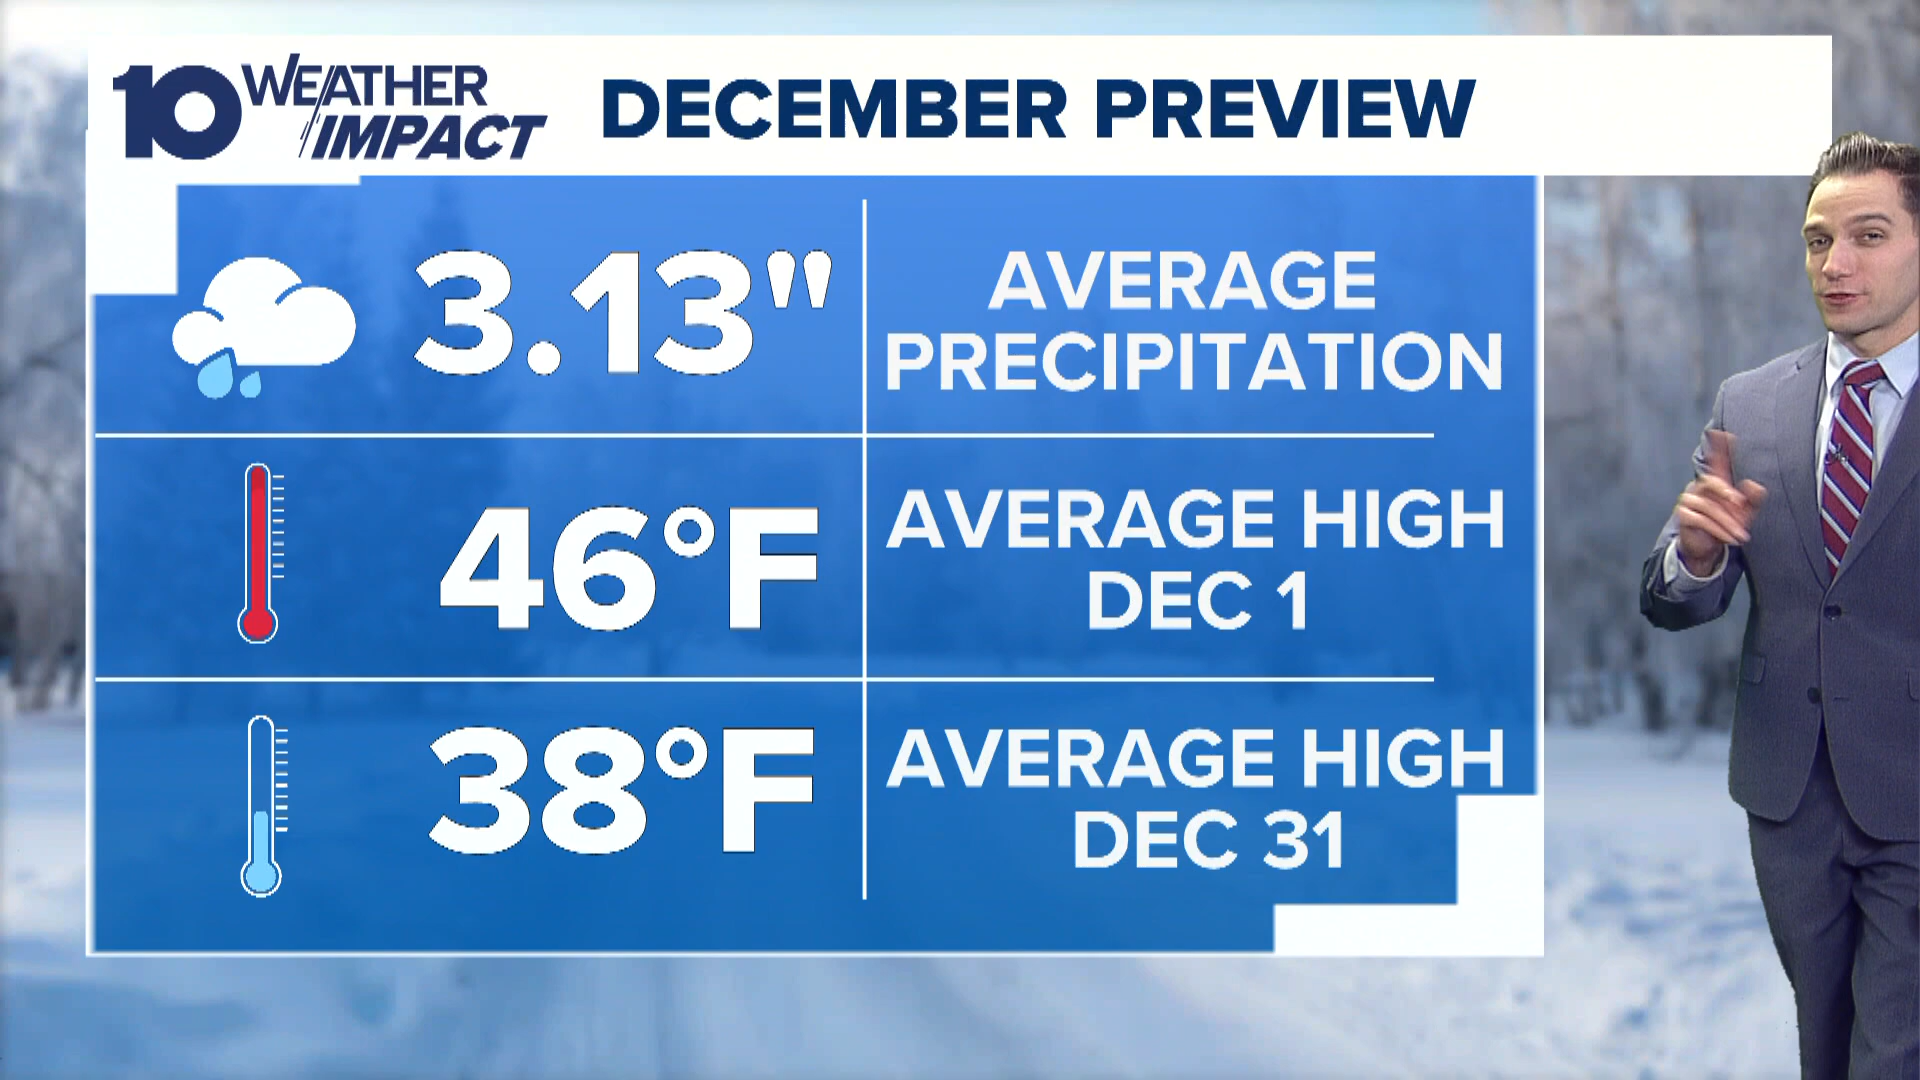 10 WEATHER IMPACT
DECEMBER PREVIEW
3.13"
AVERAGE
PRECIPITATION
46°F
AVERAGE HIGH
DEC 1
38°F
AVERAGE HIGH
DEC 31